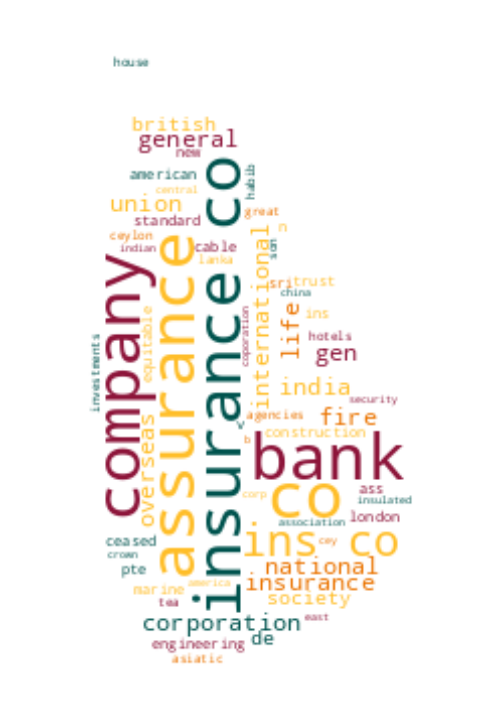 house
british
general
new
american
habib
central
union
great
standard
n
ceylon
indian
cable
son
lanka
company
assurance
insurance co
international
sri
trust
china
equitable
coporation
life
ins
investments
hotels
gen
india
security
overseas
agencies
fire
v
construction
b
bank
co
corp
ass
insulated
association
london
ceased
ins
cey
co
crown
pte
national
america
insurance
marine
society
tea
corporation
east
de
engineering
asiatic